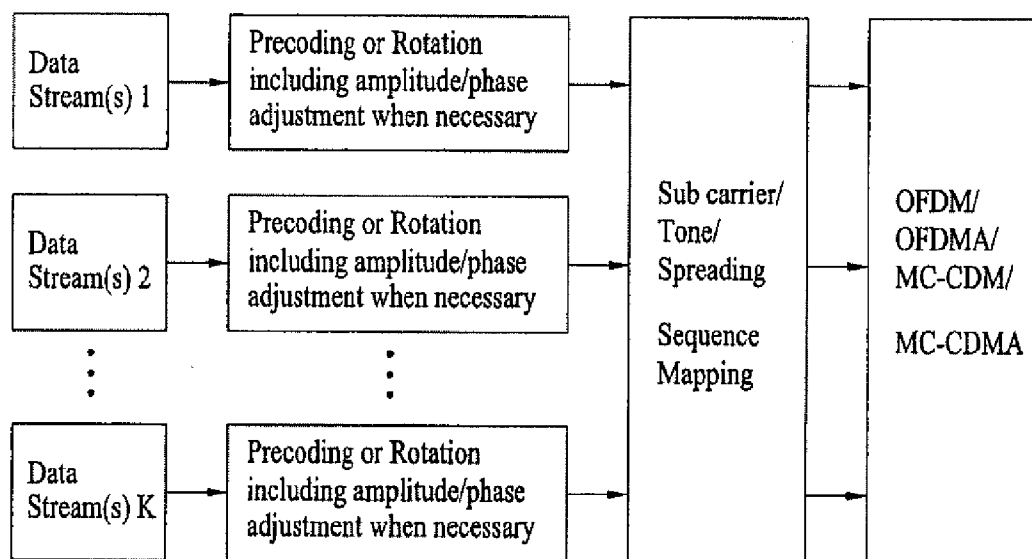 Data
Stream(s) 1
Precoding or Rotation
including amplitude/phase
adjustment when necessary
Data
Stream(s) 2
Precoding or Rotation
including amplitude/phase
adjustment when necessary
Data
Stream(s) K
Precoding or Rotation
including amplitude/phase
adjustment when necessary
Sub carrier/
Tone/
Spreading
Sequence
Mapping
OFDM/
OFDMA/
MC-CDM/
MC-CDMA